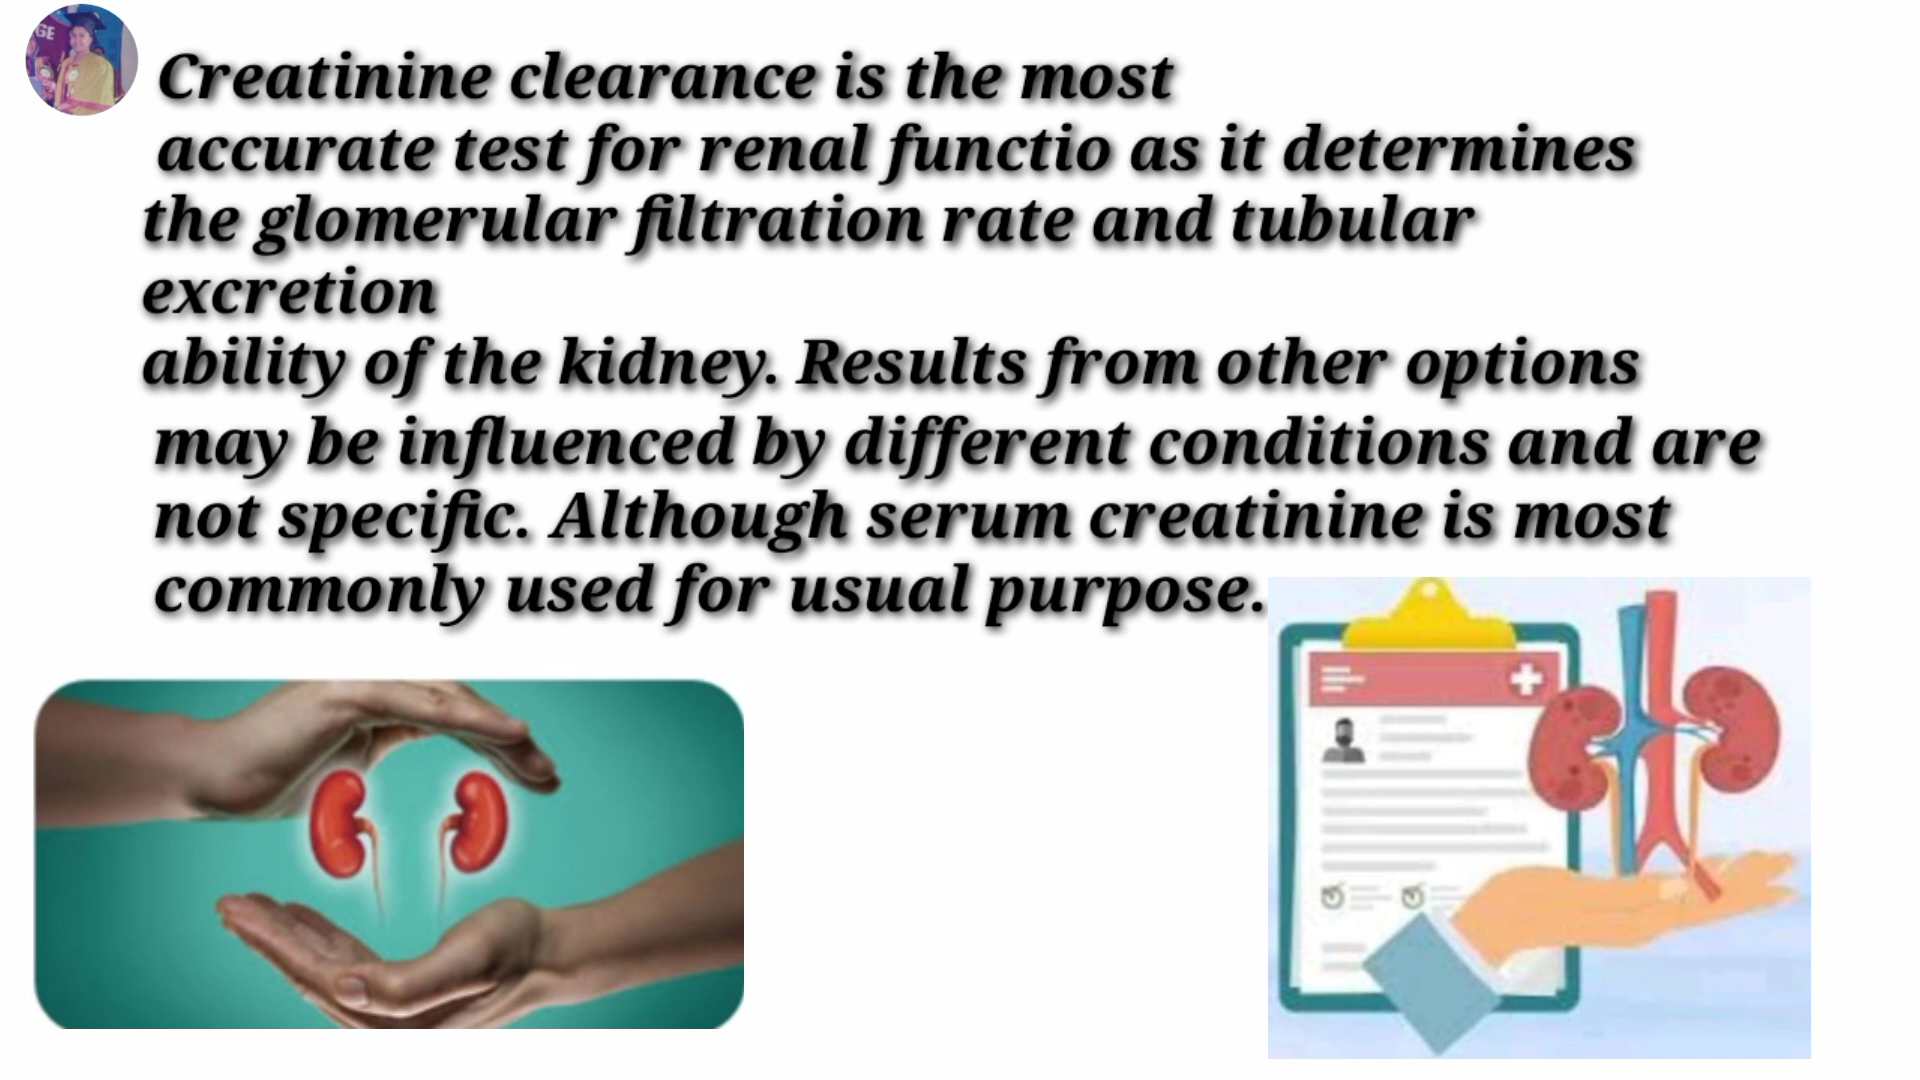 GE
Creatinine clearance is the most
accurate test for renal functio as it determines
the glomerular filtration rate and tubular
excretion
ability of the kidney. Results from other options
may be influenced by different conditions and are
not specific. Although serum creatinine is most
commonly used for usual purpose.